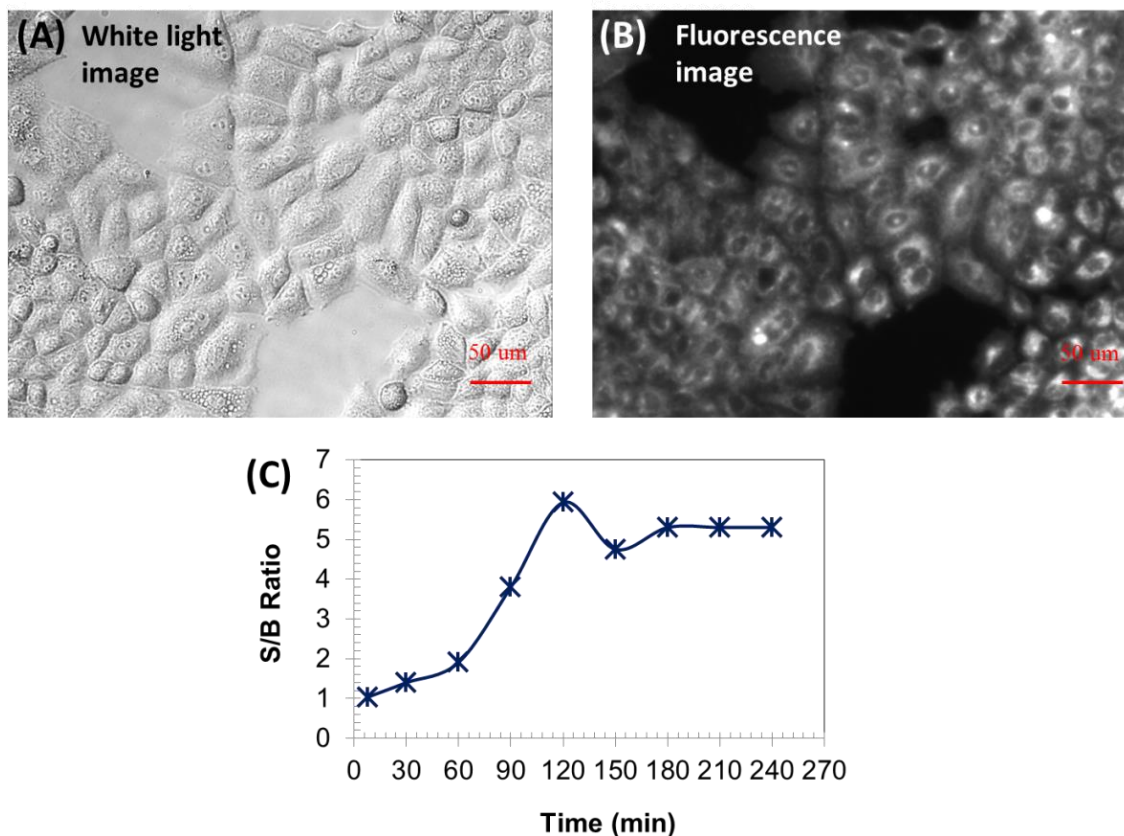 (A) White light
image
50 um
(B) Fluorescence
image
50 um
(C)
7
6
5
4
3
2
1
0
S/B Ratio
0 30 60 90 120 150 180 210 240 270
Time (min)